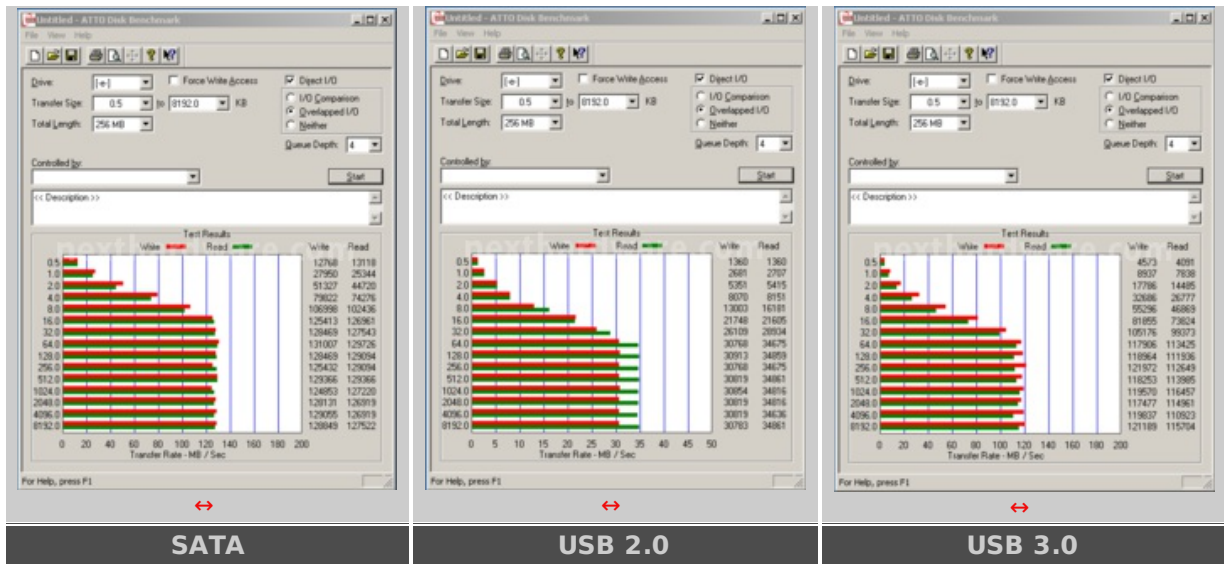 Untitled - ATTO Disk Benchmark
File View Help
Drive: [-e-] Force Write Access Direct I/O
Transfer Size: 0.5 to 8192.0 KB I/O Comparison
Overlapped I/O
Total Length: 256 MB Neither
Queue Depth: 4
Controlled by:
Start
<< Description >>
Test Results
Write Read Write Read
0.5 12768 13118
1.0 27950 25344
2.0 51327 44720
4.0 79822 74276
8.0 106998 102436
16.0 125413 126961
32.0 128469 127543
64.0 131007 129726
128.0 128469 129094
256.0 125432 129094
512.0 129366 129366
1024.0 124853 127220
2048.0 128131 126919
4096.0 129055 126919
8192.0 128849 127522
0 20 40 60 80 100 120 140 160 180 200
Transfer Rate - MB / Sec
For Help, press F1
↔
SATA
Untitled - ATTO Disk Benchmark
File View Help
Drive: [-e-] Force Write Access Direct I/O
Transfer Size: 0.5 to 8192.0 KB I/O Comparison
Overlapped I/O
Total Length: 256 MB Neither
Queue Depth: 4
Controlled by:
Start
<< Description >>
Test Results
Write Read Write Read
0.5 1360 1360
1.0 2681 2707
2.0 5351 5415
4.0 8070 8151
8.0 13003 16181
16.0 21748 21605
32.0 26109 28934
64.0 30768 34675
128.0 30913 34859
256.0 30768 34675
512.0 30819 34861
1024.0 30854 34816
2048.0 30819 34816
4096.0 30819 34636
8192.0 30783 34861
0 5 10 15 20 25 30 35 40 45 50
Transfer Rate - MB / Sec
For Help, press F1
↔
USB 2.0
Untitled - ATTO Disk Benchmark
File View Help
Drive: [-e-] Force Write Access Direct I/O
Transfer Size: 0.5 to 8192.0 KB I/O Comparison
Overlapped I/O
Total Length: 256 MB Neither
Queue Depth: 4
Controlled by:
Start
<< Description >>
Test Results
Write Read Write Read
0.5 4573 4091
1.0 8937 7838
2.0 17786 14485
4.0 32686 26777
8.0 55296 46869
16.0 81855 73824
32.0 105176 99373
64.0 117906 113425
128.0 118964 111936
256.0 121972 112649
512.0 118253 113985
1024.0 119570 116457
2048.0 117477 114961
4096.0 119837 110923
8192.0 121189 115704
0 20 40 60 80 100 120 140 160 180 200
Transfer Rate - MB / Sec
For Help, press F1
↔
USB 3.0